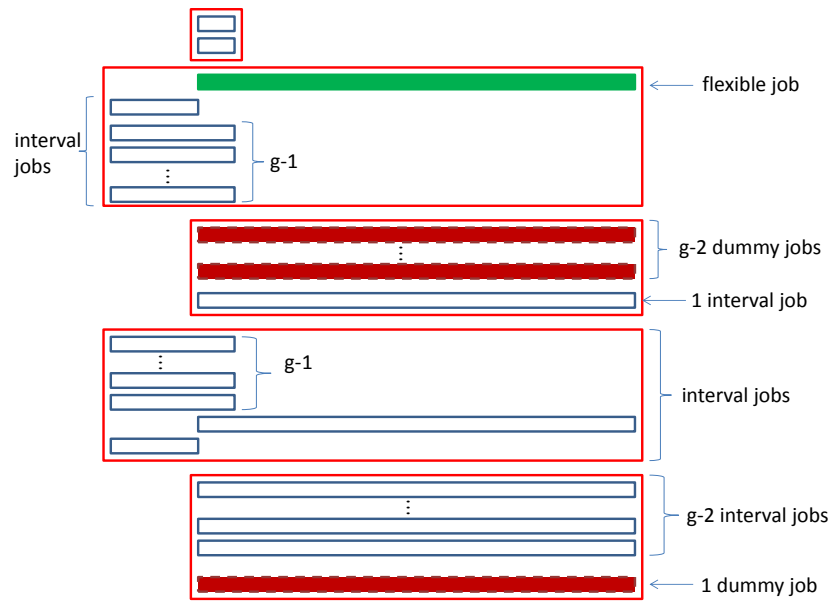 flexible job
interval
jobs
g-1
g-2 dummy jobs
1 interval job
g-1
interval jobs
g-2 interval jobs
1 dummy job